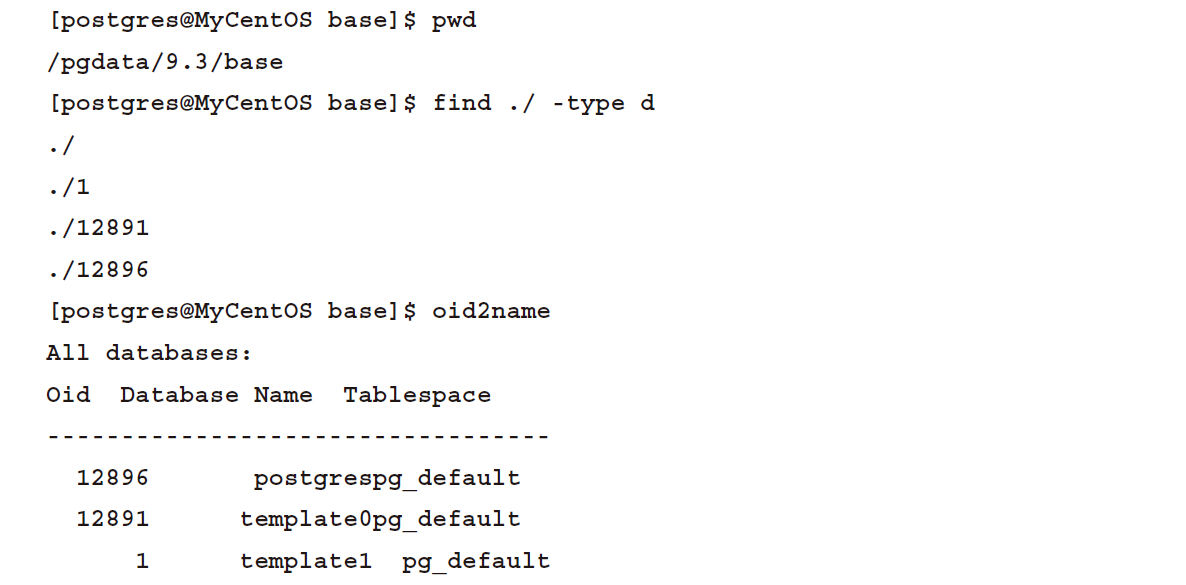 [postgres@MyCentOS base]$ pwd
/pgdata/9.3/base
[postgres@MyCentOS base]$ find ./ -type d
./
./1
./12891
./12896
[postgres@MyCentOS base]$ oid2name
All databases:
Oid  Database Name  Tablespace
----------------------------------
  12896       postgrespg_default
  12891      template0pg_default
      1      template1  pg_default